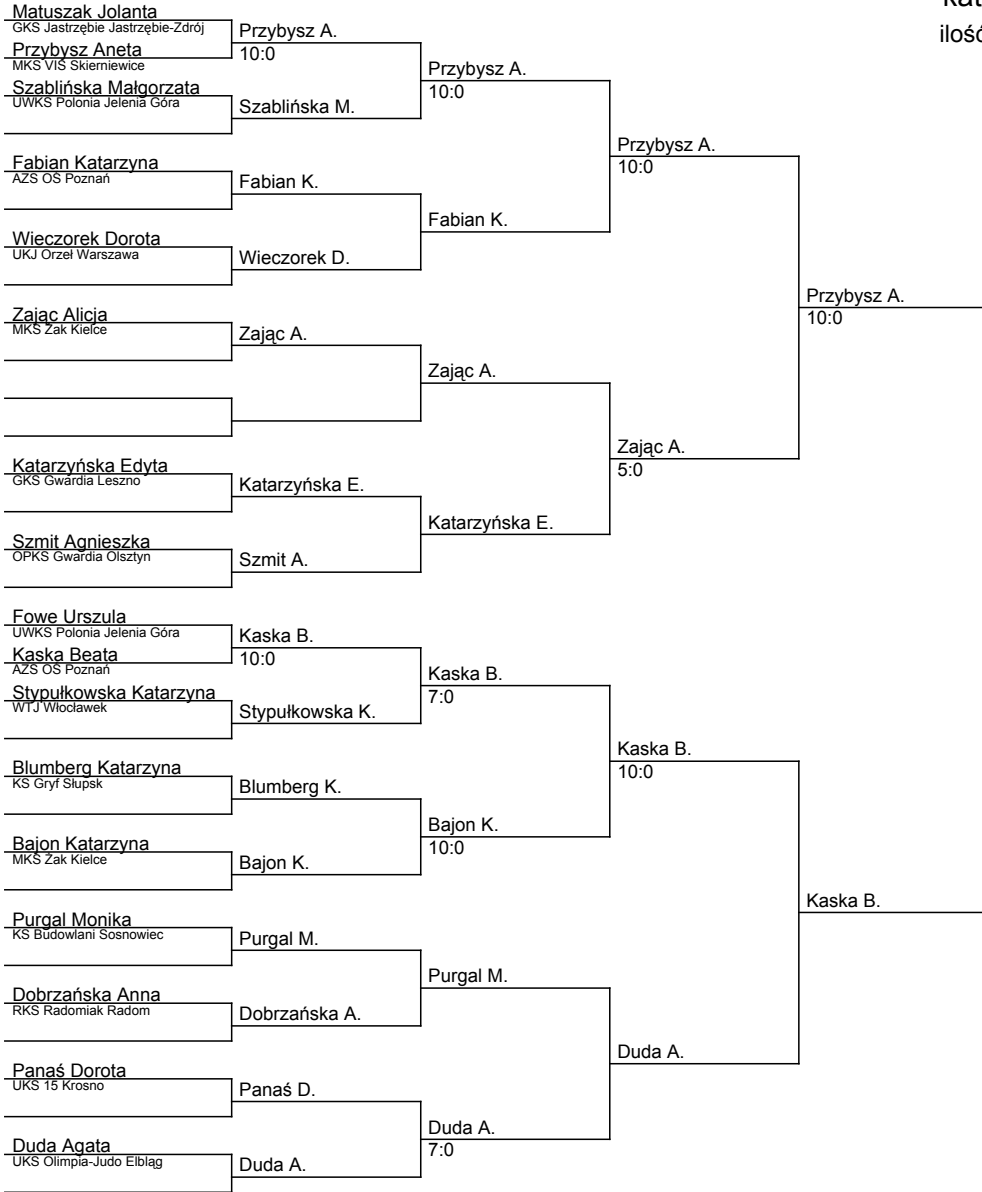 kat
ilość
Matuszak Jolanta
GKS Jastrzębie Jastrzębie-Zdrój
Przybysz Aneta
MKS VIS Skierniewice
Szablińska Małgorzata
UWKS Polonia Jelenia Góra
Fabian Katarzyna
AZS OŚ Poznań
Wieczorek Dorota
UKJ Orzeł Warszawa
Zając Alicja
MKS Żak Kielce
Katarzyńska Edyta
GKS Gwardia Leszno
Szmit Agnieszka
OPKS Gwardia Olsztyn
Fowe Urszula
UWKS Polonia Jelenia Góra
Kaska Beata
AZS OŚ Poznań
Stypułkowska Katarzyna
WTJ Włocławek
Blumberg Katarzyna
KS Gryf Słupsk
Bajon Katarzyna
MKS Żak Kielce
Purgal Monika
KS Budowlani Sosnowiec
Dobrzańska Anna
RKS Radomiak Radom
Panaś Dorota
UKS 15 Krosno
Duda Agata
UKS Olimpia-Judo Elbląg
Przybysz A.
10:0
Szablińska M.
Fabian K.
Wieczorek D.
Zając A.
Katarzyńska E.
Szmit A.
Kaska B.
10:0
Stypułkowska K.
Blumberg K.
Bajon K.
Purgal M.
Dobrzańska A.
Panaś D.
Duda A.
Przybysz A.
10:0
Fabian K.
Zając A.
Katarzyńska E.
Kaska B.
7:0
Bajon K.
10:0
Purgal M.
Duda A.
7:0
Przybysz A.
10:0
Zając A.
5:0
Kaska B.
10:0
Duda A.
Przybysz A.
10:0
Kaska B.